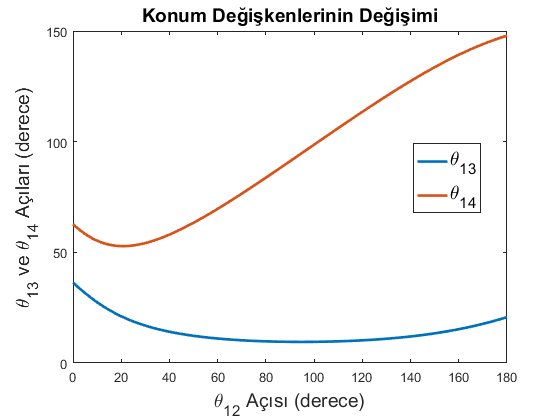 Konum Değişkenlerinin Değişimi
θ13 ve θ14 Açıları (derece)
150
100
50
0
θ13
θ14
0 20 40 60 80 100 120 140 160 180
θ12 Açısı (derece)